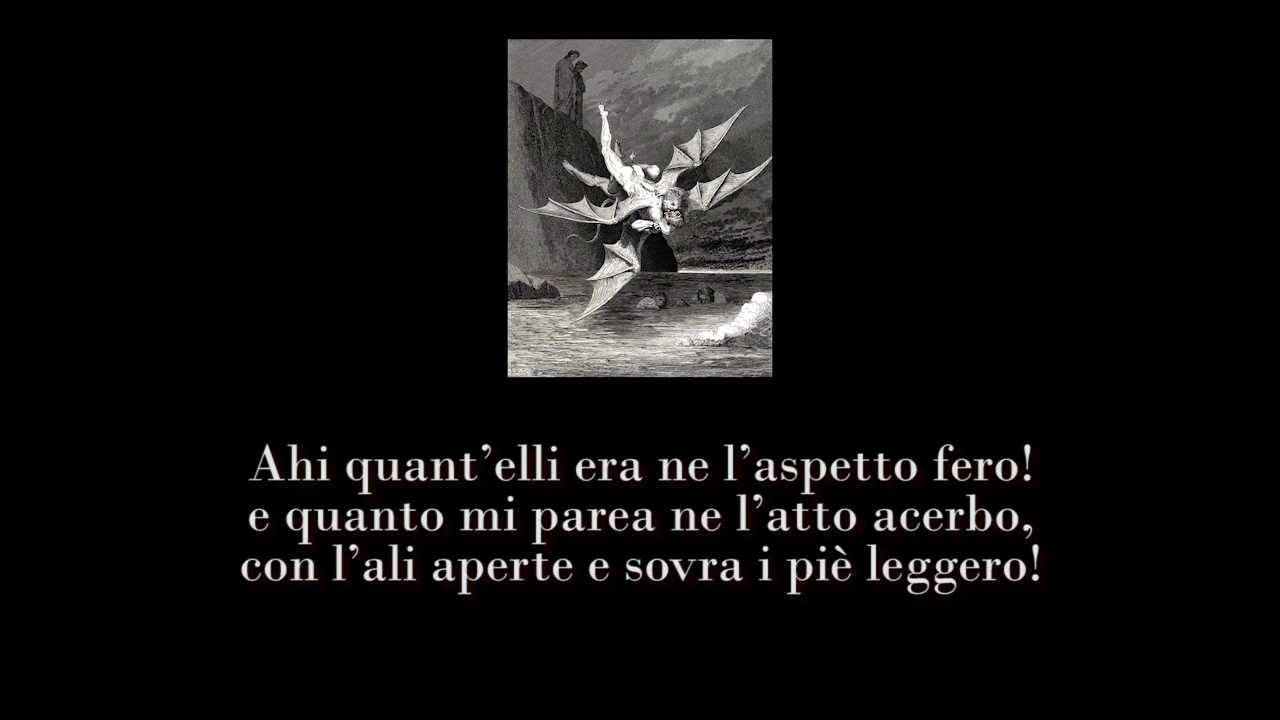 Ahi quant’elli era ne l’aspetto fero!
e quanto mi parea ne l’atto acerbo,
con l’ali aperte e sovra i piè leggero!